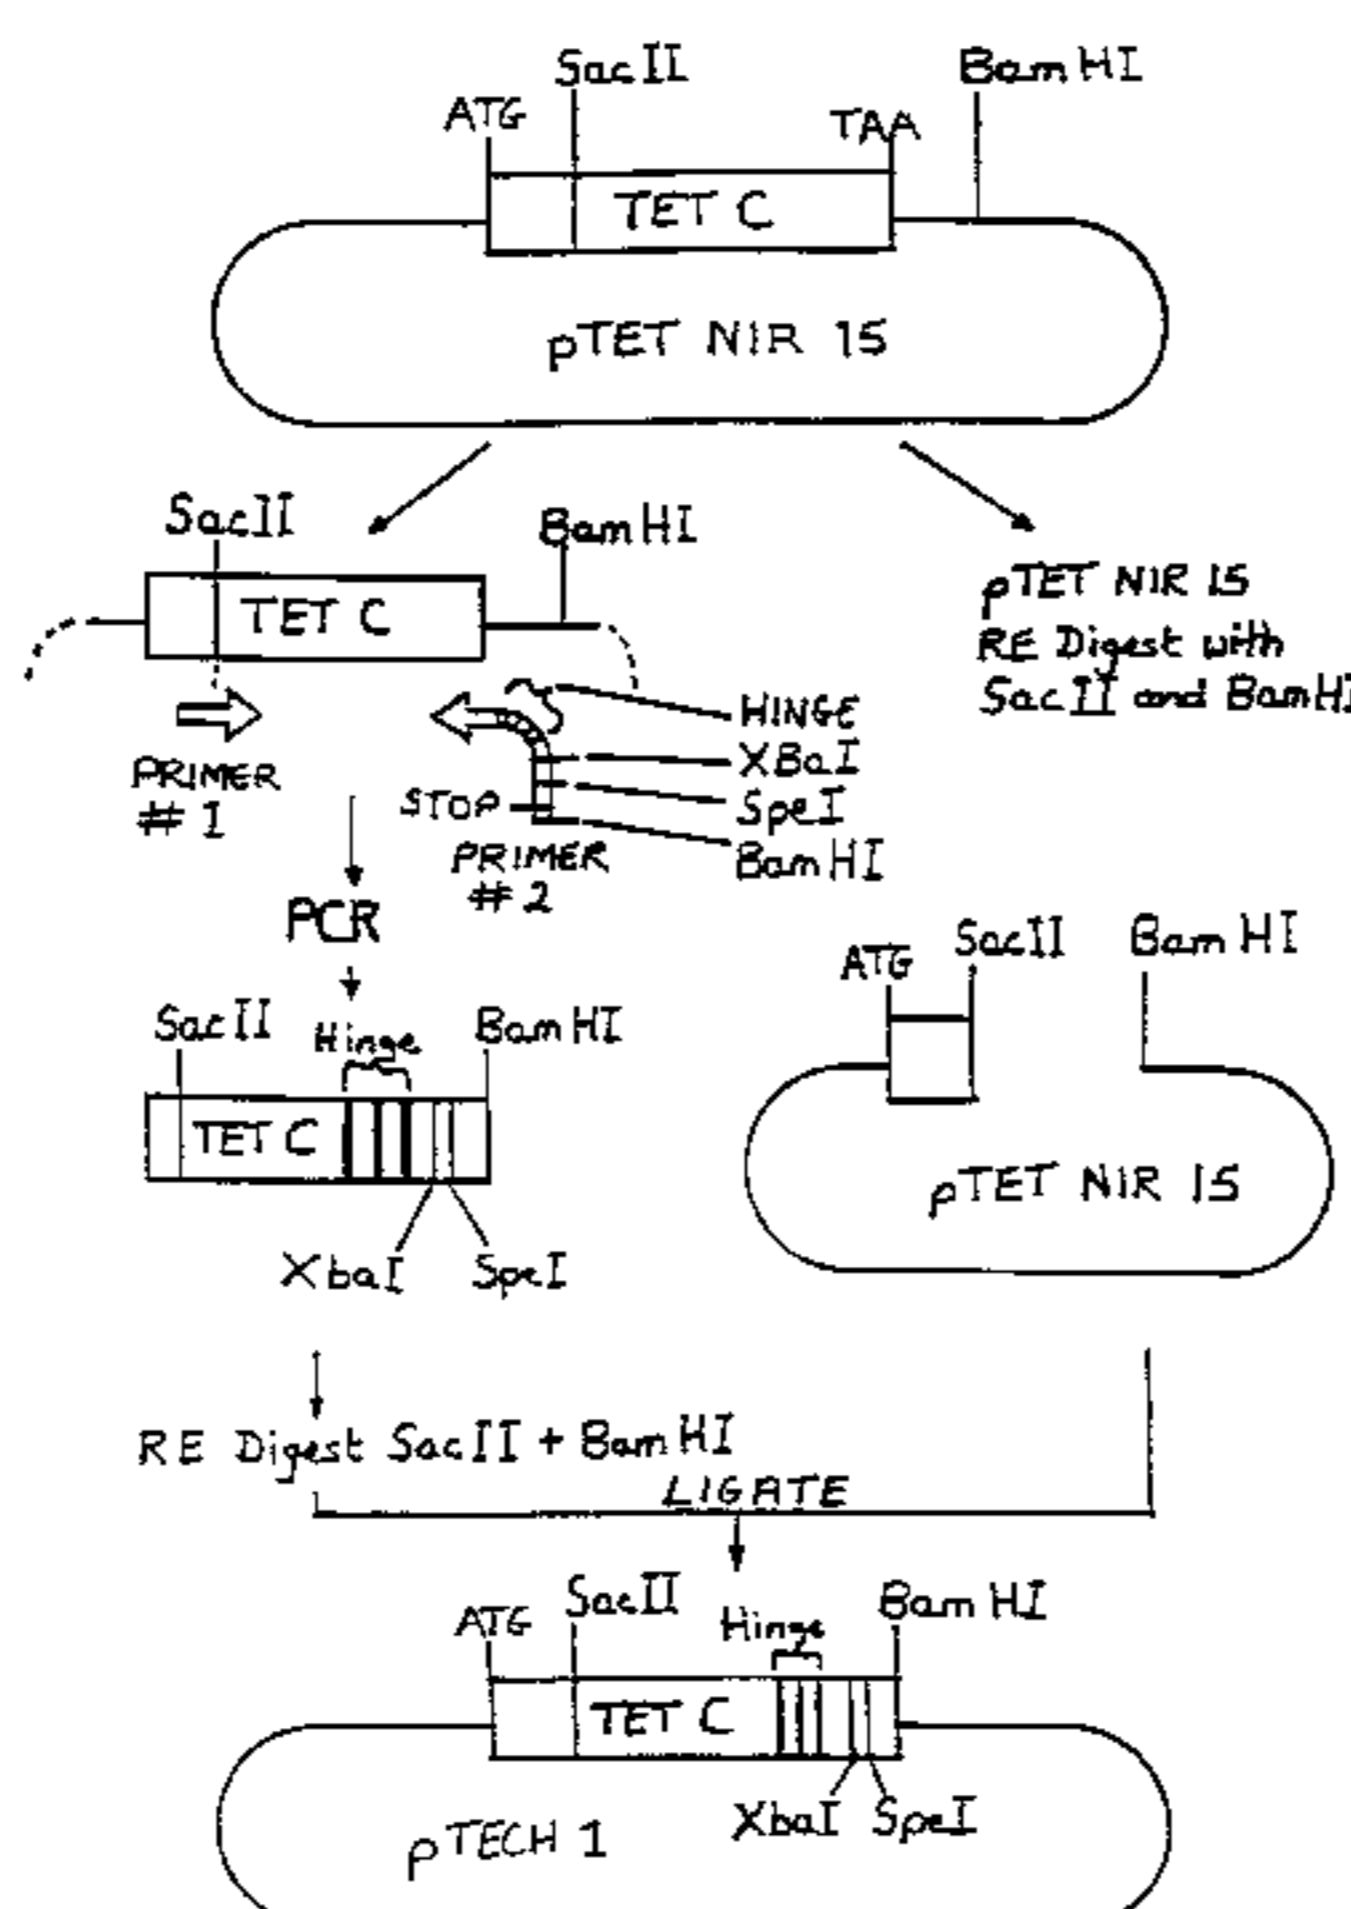 SacII
BamHI
ATG
TAA
TET C
pTET NIR 15
SacII
BamHI
TET C
pTET NIR 15
RE Digest with
SacII and BamHI
HINGE
XBaI
SpeI
BamHI
STOP
PRIMER
#1
PRIMER
#2
PCR
SacII
Hinge
BamHI
TET C
XbaI
SpeI
ATG
SacII
BamHI
pTET NIR 15
RE Digest SacII + BamHI
LIGATE
ATG
SacII
Hinge
BamHI
TET C
XbaI
SpeI
pTECH 1